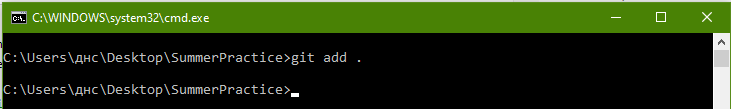 C:\WINDOWS\system32\cmd.exe
C:\Users\днс\Desktop\SummerPractice>git add .
C:\Users\днс\Desktop\SummerPractice>